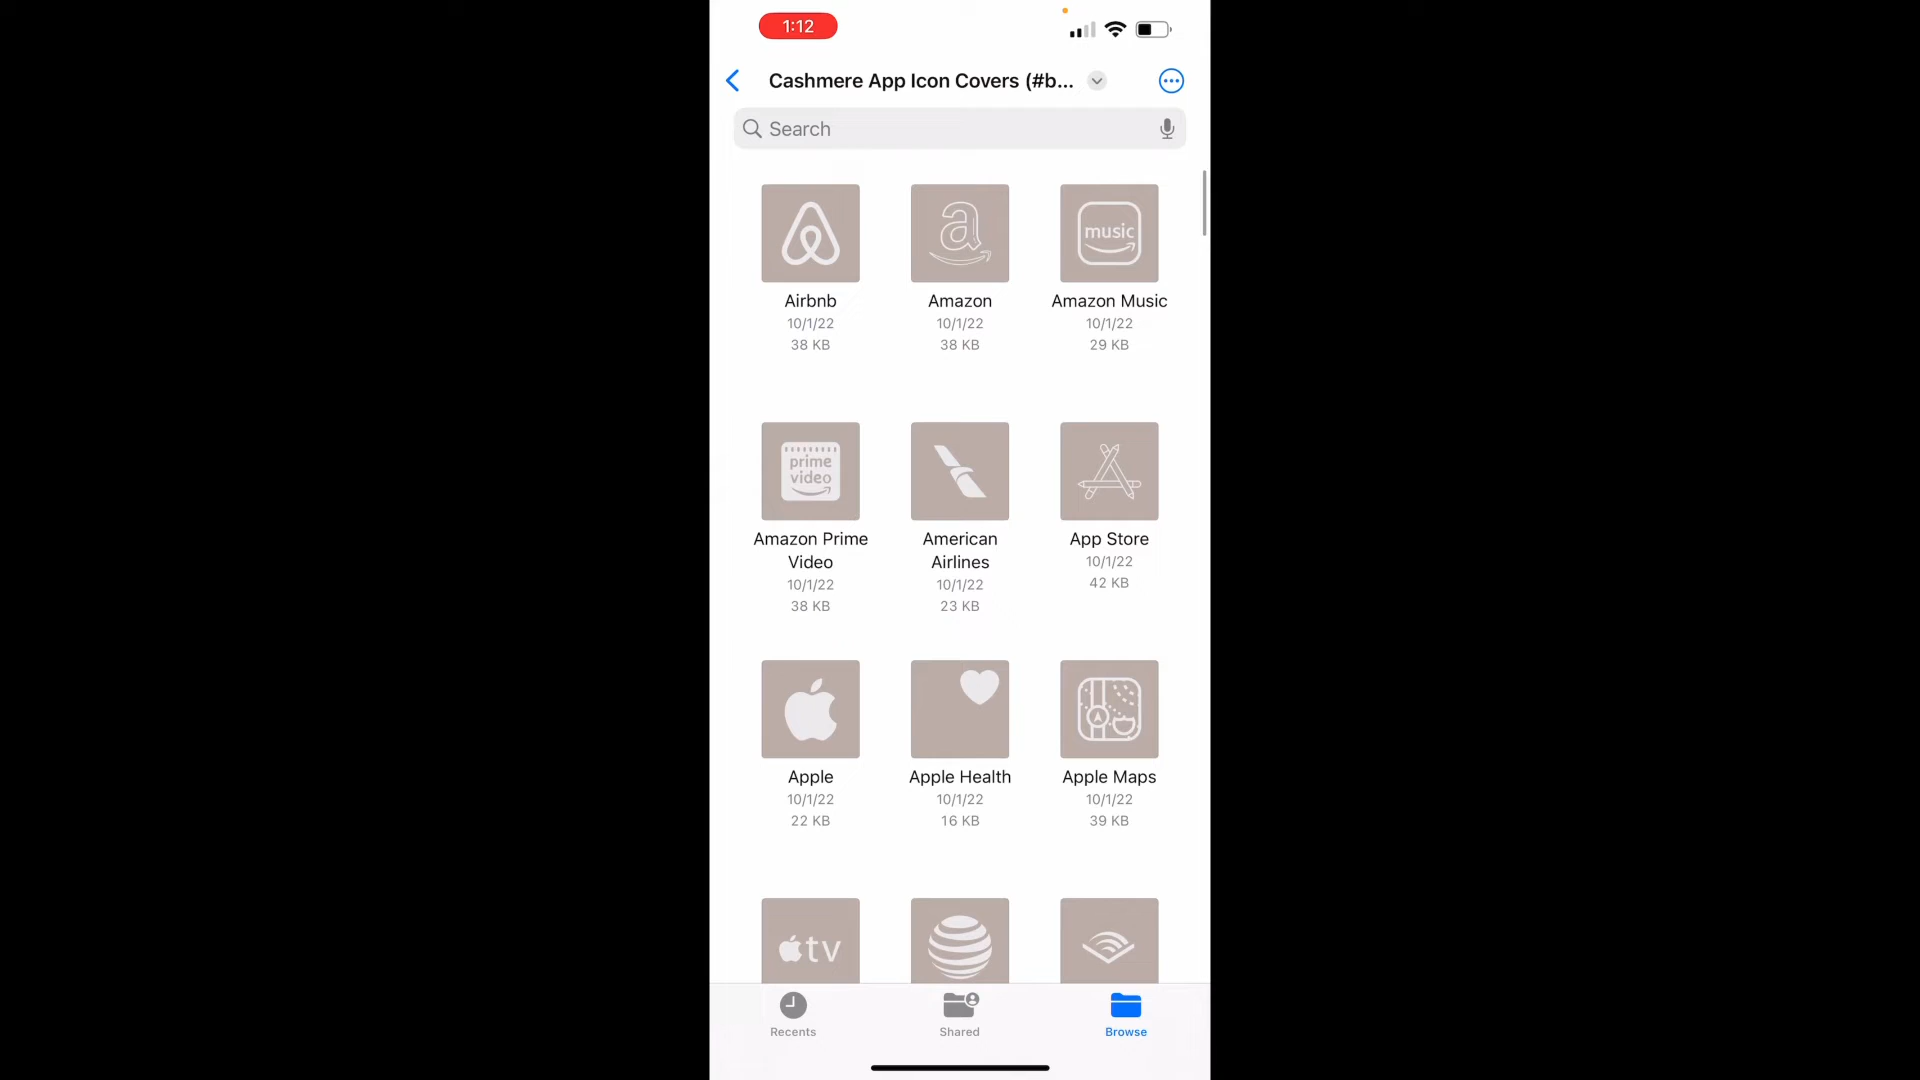 1:12
Cashmere App Icon Covers (#b...
Search
a
music
Airbnb
Amazon
Amazon Music
10/1/22
10/1/22
10/1/22
38 KB
38 KB
29 KB
prime
video
Amazon Prime
Video
American
Airlines
App Store
10/1/22
10/1/22
10/1/22
38 KB
23 KB
42 KB
Apple
Apple Health
Apple Maps
10/1/22
10/1/22
10/1/22
22 KB
16 KB
39 KB
tv
Recents
Shared
Browse